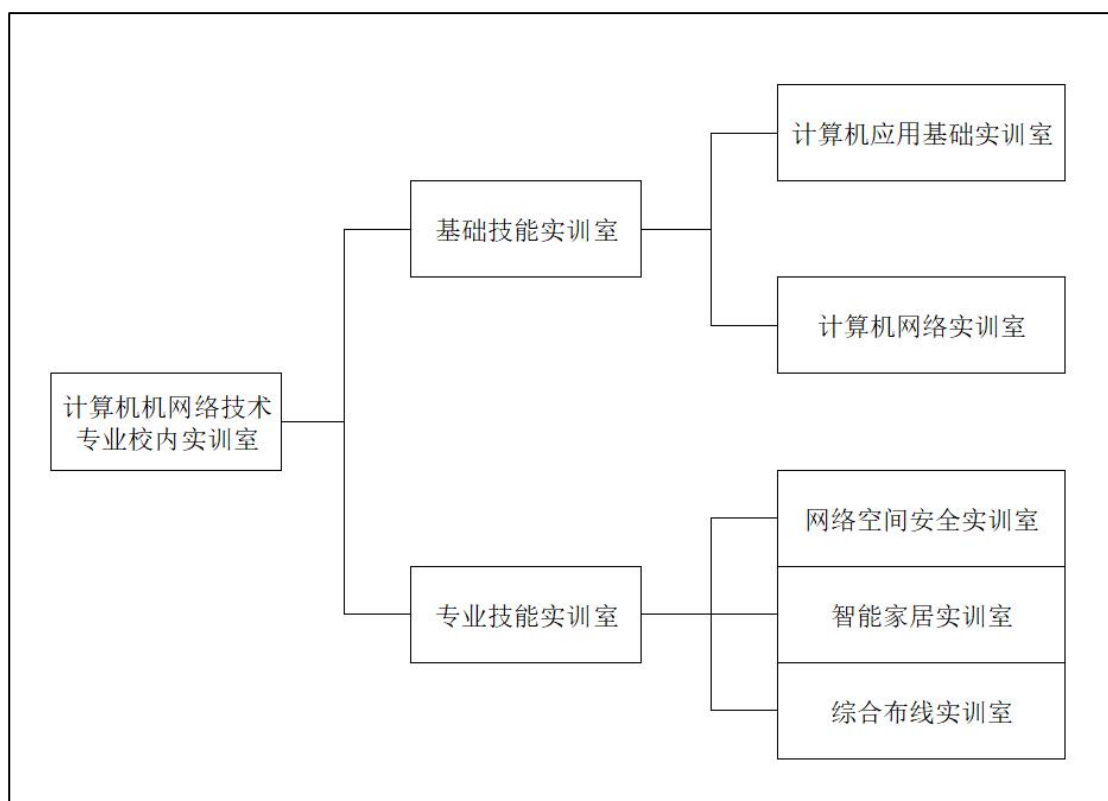 计算机机网络技术
专业校内实训室
基础技能实训室
计算机应用基础实训室
计算机网络实训室
专业技能实训室
网络空间安全实训室
智能家居实训室
综合布线实训室